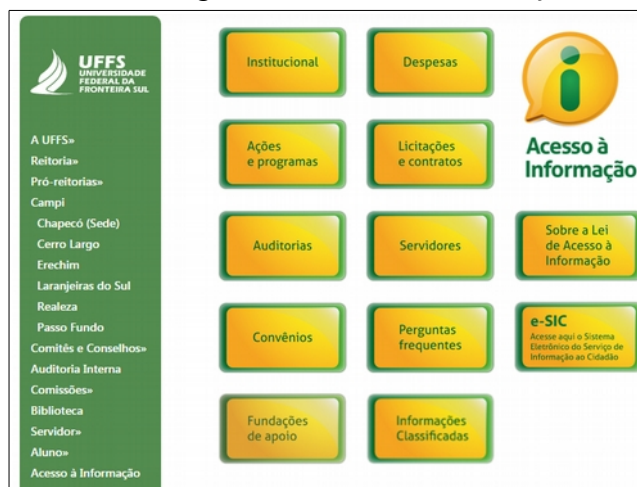 UFFS
UNIVERSIDADE
FEDERAL DA
FRONTEIRA SUL
A UFFS»
Reitoria»
Pró-reitorias»
Campi
Chapecó (Sede)
Cerro Largo
Erechim
Laranjeiras do Sul
Realeza
Passo Fundo
Comitês e Conselhos»
Auditoria Interna
Comissões»
Biblioteca
Servidor»
Aluno»
Acesso à Informação
Institucional
Despesas
Ações
e programas
Licitações
e contratos
Acesso à
Informação
Auditorias
Servidores
Sobre a Lei
de Acesso à
Informação
Convênios
Perguntas
frequentes
e-SIC
Acesse aqui o Sistema
Eletrônico do Serviço de
Informação ao Cidadão
Fundações
de apoio
Informações
Classificadas